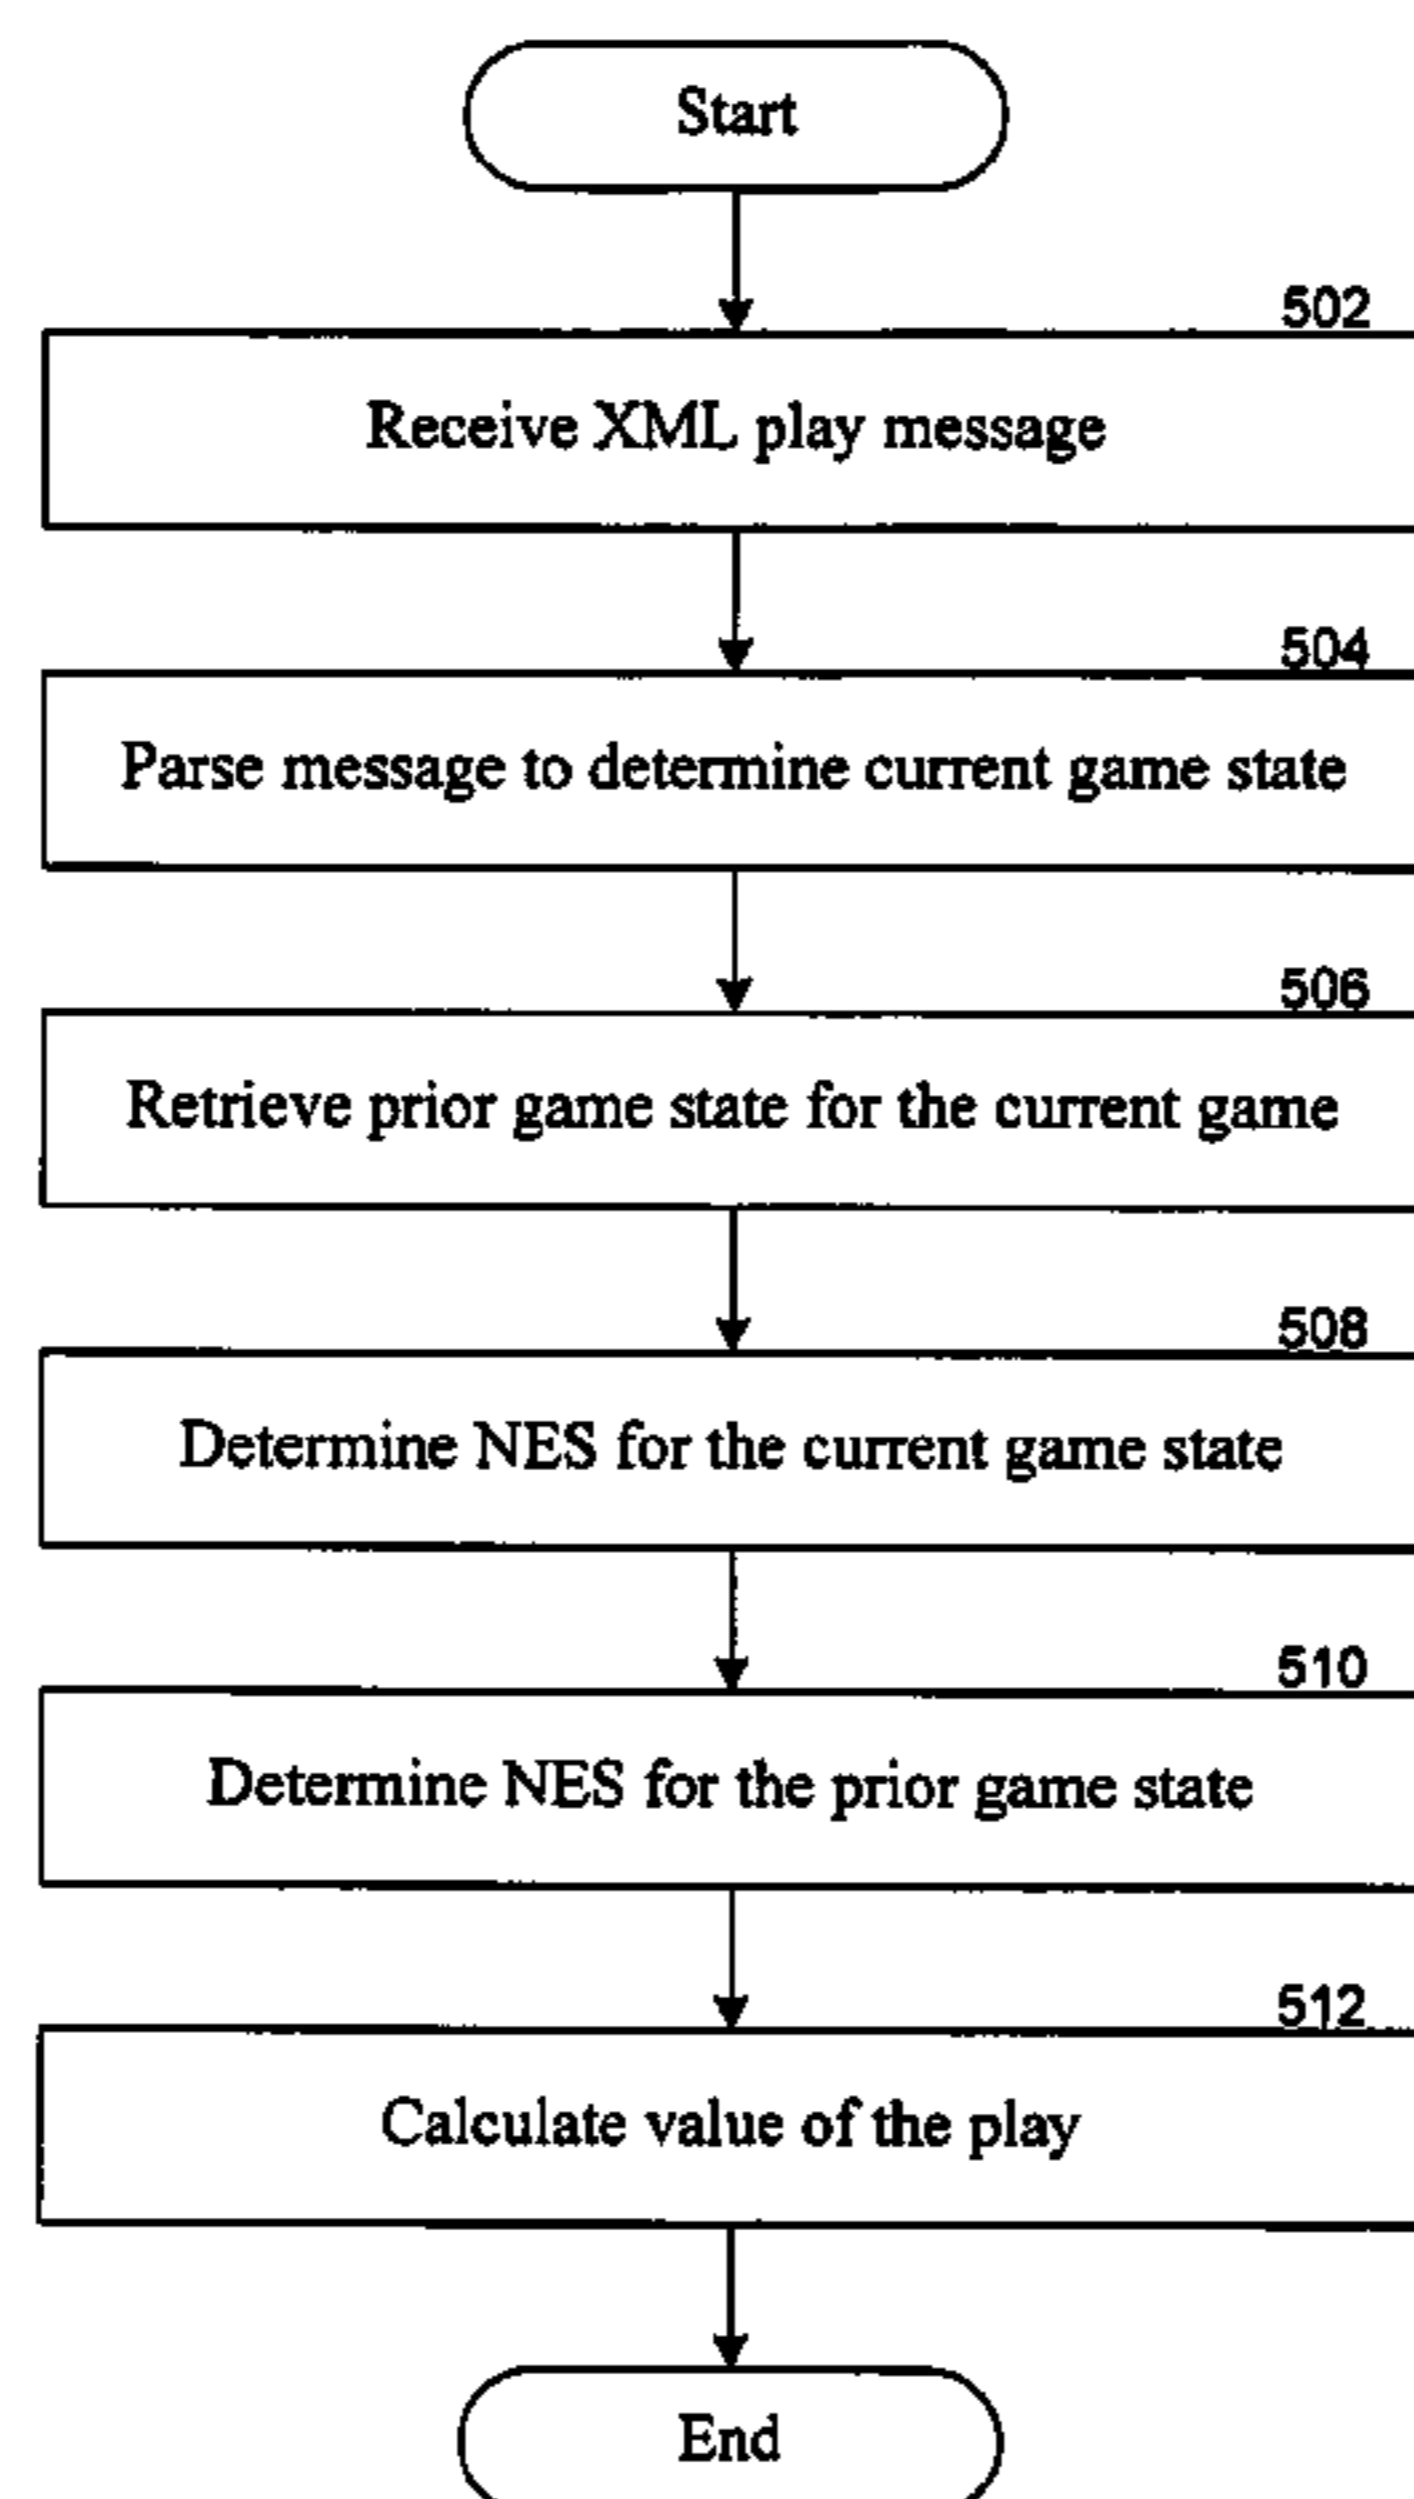 Start
502
Receive XML play message
504
Parse message to determine current game state
506
Retrieve prior game state for the current game
508
Determine NES for the current game state
510
Determine NES for the prior game state
512
Calculate value of the play
End